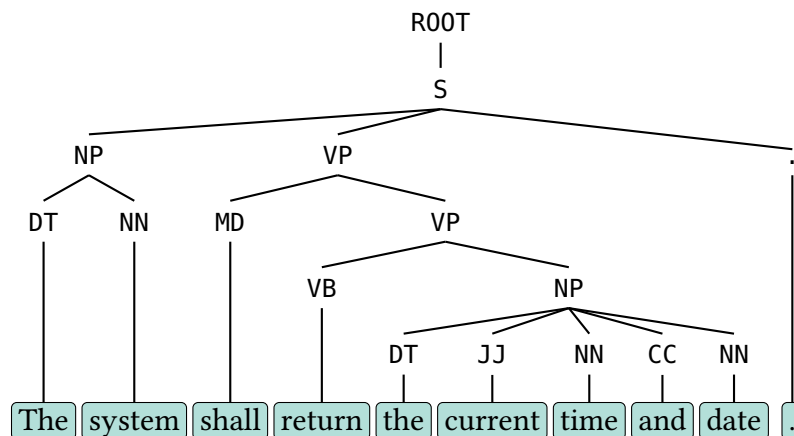 ROOT
S
NP VP .
DT NN MD VP
VB NP
DT JJ NN CC NN
The system shall return the current time and date .